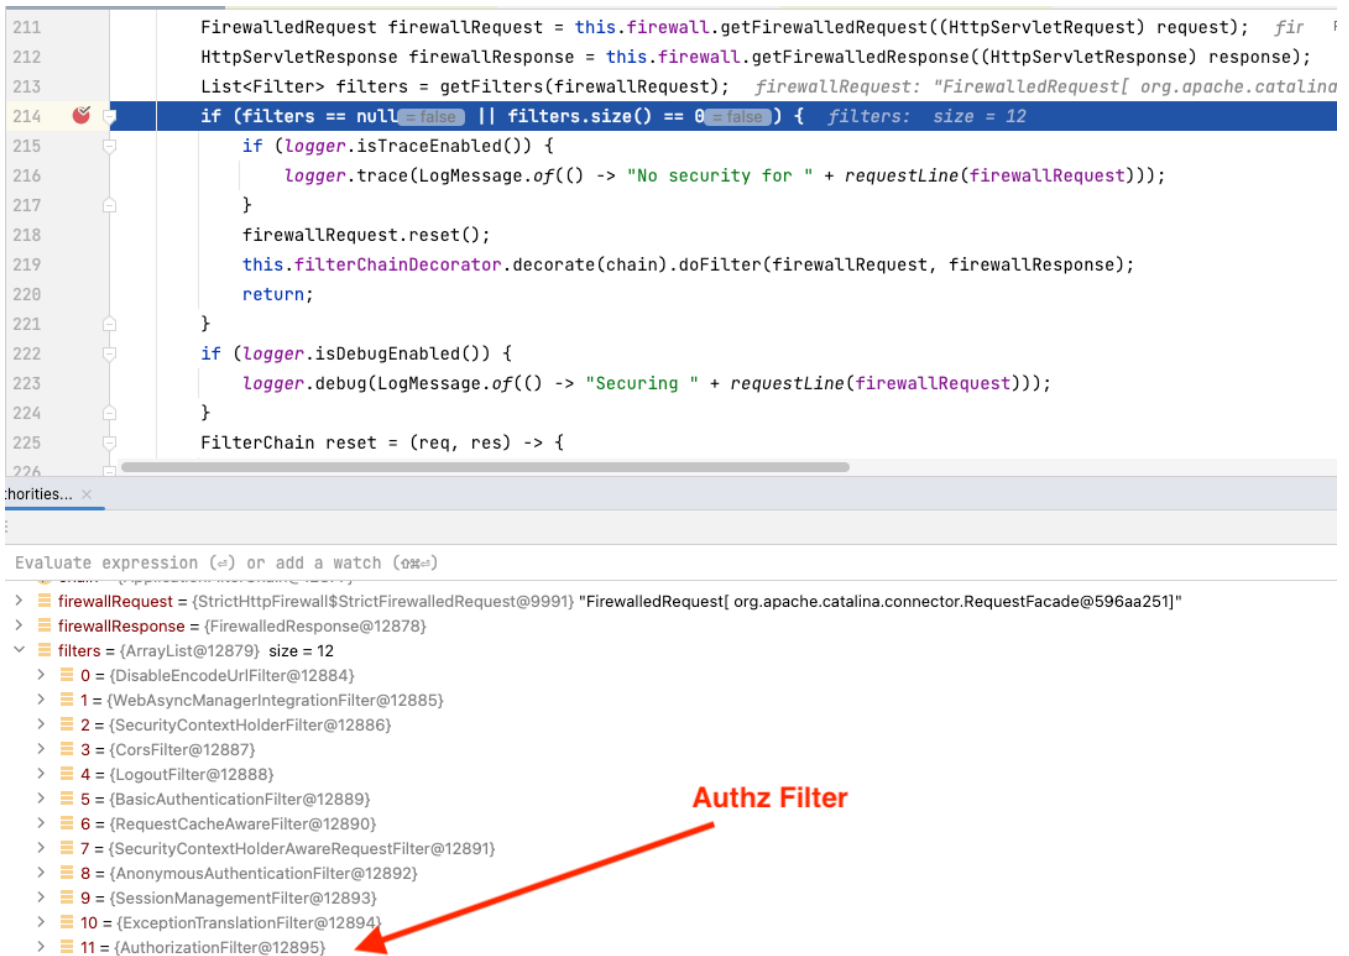 211 FirewalledRequest firewallRequest = this.firewall.getFirewalledRequest((HttpServletRequest) request); fir
212 HttpServletResponse firewallResponse = this.firewall.getFirewalledResponse((HttpServletResponse) response);
213 List<Filter> filters = getFilters(firewallRequest); firewallRequest: "FirewalledRequest[ org.apache.catalina
214 if (filters == null = false || filters.size() == 0 = false ) { filters: size = 12
215 if (logger.isTraceEnabled()) {
216 logger.trace(LogMessage.of(() -> "No security for " + requestLine(firewallRequest)));
217 }
218 firewallRequest.reset();
219 this.filterChainDecorator.decorate(chain).doFilter(firewallRequest, firewallResponse);
220 return;
221 }
222 if (logger.isDebugEnabled()) {
223 logger.debug(LogMessage.of(() -> "Securing " + requestLine(firewallRequest)));
224 }
225 FilterChain reset = (req, res) -> {
226
thorities... ×
Evaluate expression (⏎) or add a watch (⇧⌘⏎)
firewallRequest = {StrictHttpFirewall$StrictFirewalledRequest@9991} "FirewalledRequest[ org.apache.catalina.connector.RequestFacade@596aa251]"
firewallResponse = {FirewalledResponse@12878}
filters = {ArrayList@12879} size = 12
0 = {DisableEncodeUrlFilter@12884}
1 = {WebAsyncManagerIntegrationFilter@12885}
2 = {SecurityContextHolderFilter@12886}
3 = {CorsFilter@12887}
4 = {LogoutFilter@12888}
5 = {BasicAuthenticationFilter@12889}
Authz Filter
6 = {RequestCacheAwareFilter@12890}
7 = {SecurityContextHolderAwareRequestFilter@12891}
8 = {AnonymousAuthenticationFilter@12892}
9 = {SessionManagementFilter@12893}
10 = {ExceptionTranslationFilter@12894}
11 = {AuthorizationFilter@12895}